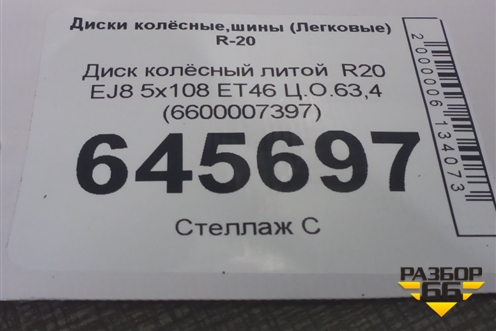 Диски колёсные,шины (Легковые)
R-20
Диск колёсный литой R20
EJ8 5x108 ET46 Ц.О.63,4
(6600007397)
645697
Стеллаж С
2000006134073
РАЗБОР
66